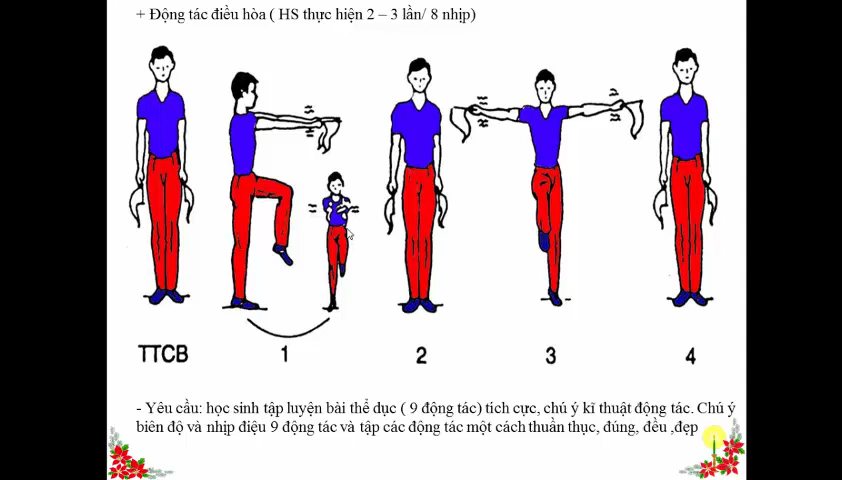 + Động tác điều hòa ( HS thực hiện 2 – 3 lần/ 8 nhịp)
TTCB 1 2 3 4
- Yêu cầu: học sinh tập luyện bài thể dục ( 9 động tác) tích cực, chú ý kĩ thuật động tác. Chú ý
biên độ và nhịp điệu 9 động tác và tập các động tác một cách thuần thục, đúng, đều ,đẹp